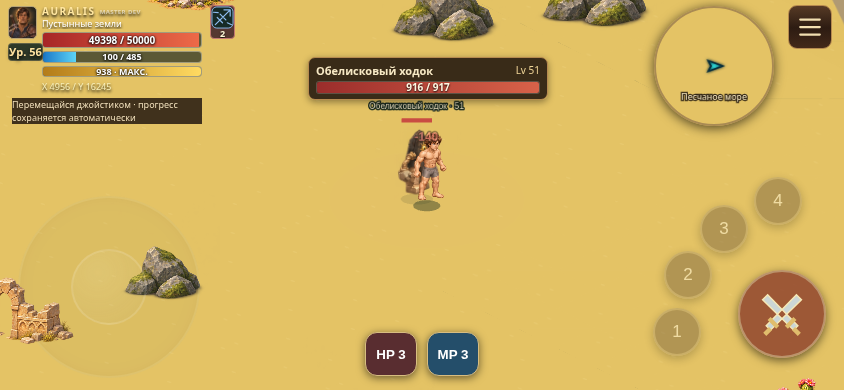 AURALIS MASTER DEV
Пустынные земли
49398 / 50000
Ур. 56
100 / 485
938 · МАКС.
X 4956 / Y 16245
2
Перемещайся джойстиком · прогресс
сохраняется автоматически
Обелисковый ходок Lv 51
916 / 917
Обелисковый ходок · 51
Песчаное море
4
3
2
1
HP 3
MP 3